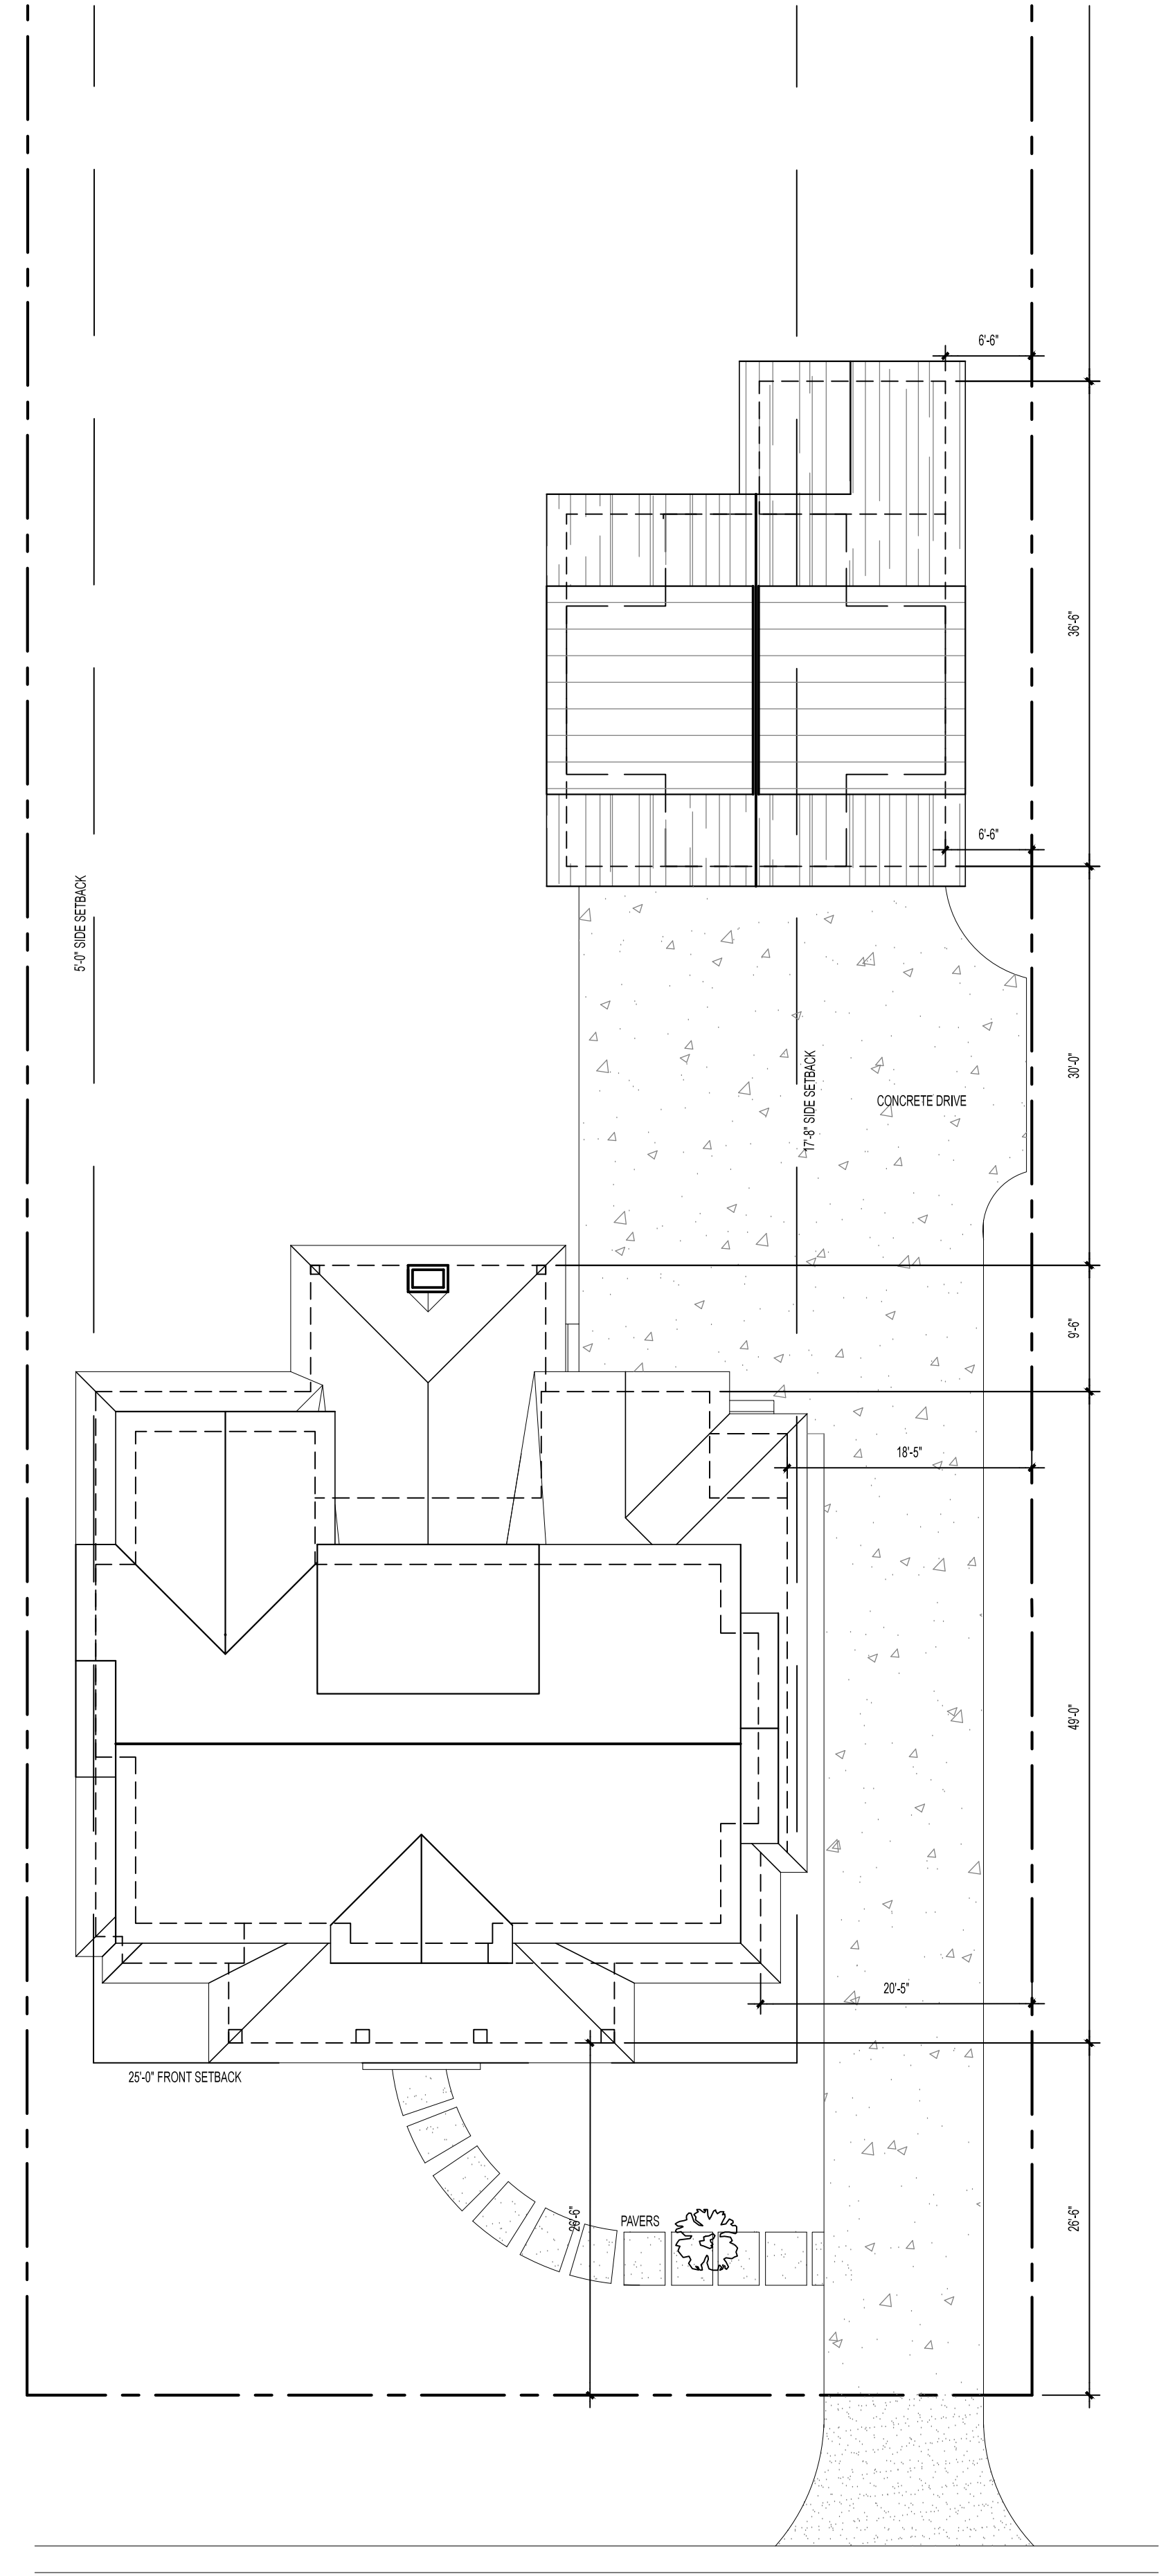 6'-6"
36'-6"
6'-6"
5'-0" SIDE SETBACK
30'-0"
17'-8" SIDE SETBACK
CONCRETE DRIVE
9'-6"
18'-5"
49'-0"
20'-5"
25'-0" FRONT SETBACK
26'-6"
PAVERS
26'-6"